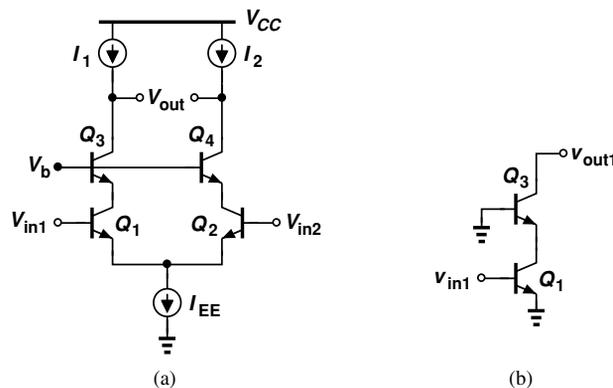 V_CC
I_1
I_2
V_out
Q_3
Q_4
V_b
V_in1
Q_1
Q_2
V_in2
I_EE
(a)
v_out1
Q_3
v_in1
Q_1
(b)